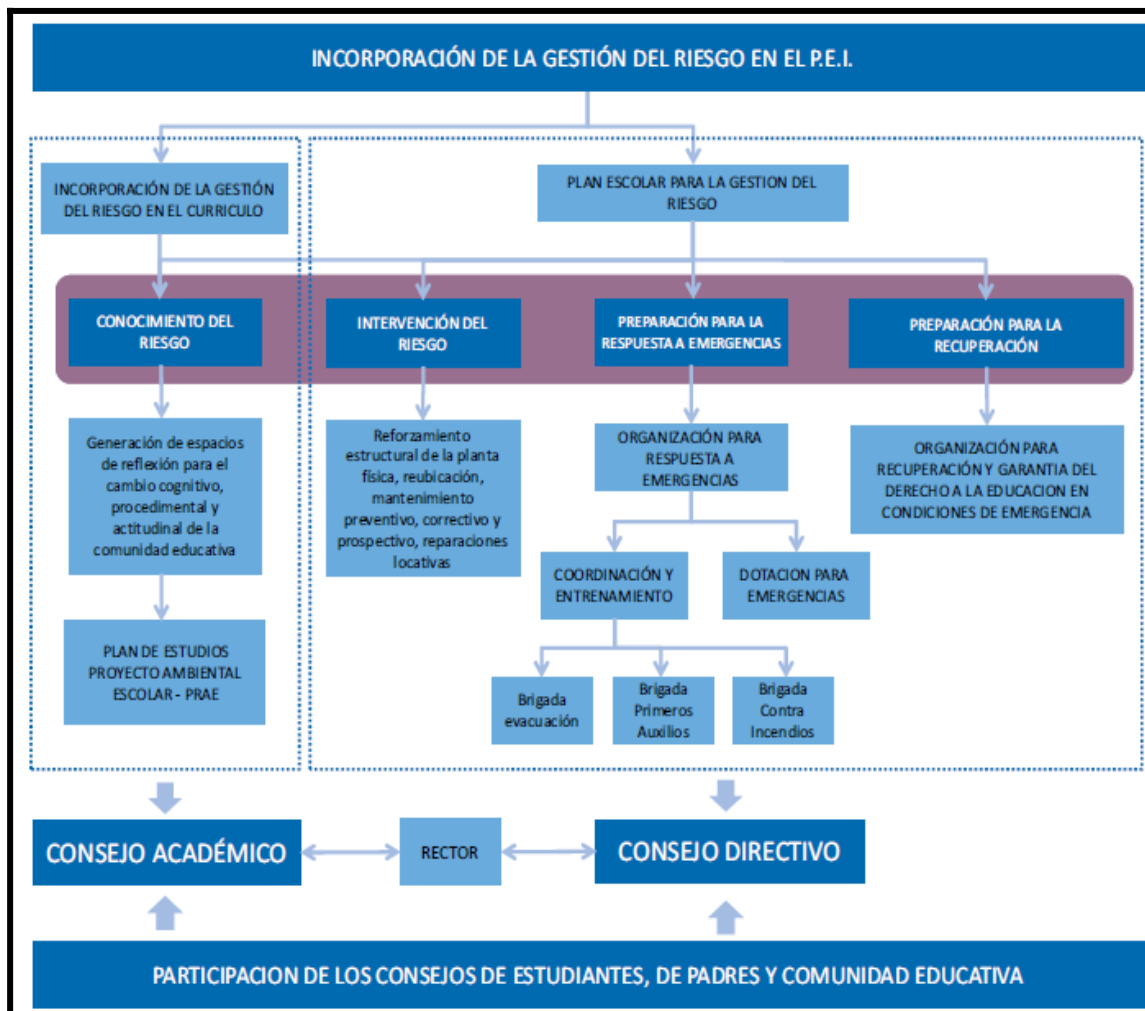 INCORPORACIÓN DE LA GESTIÓN DEL RIESGO EN EL P.E.I.
INCORPORACIÓN DE LA GESTIÓN
DEL RIESGO EN EL CURRICULO
PLAN ESCOLAR PARA LA GESTION DEL
RIESGO
CONOCIMIENTO DEL
RIESGO
INTERVENCIÓN DEL
RIESGO
PREPARACIÓN PARA LA
RESPUESTA A EMERGENCIAS
PREPARACIÓN PARA LA
RECUPERACIÓN
Generación de espacios
de reflexión para el
cambio cognitivo,
procedimental y
actitudinal de la
comunidad educativa
Reforzamiento
estructural de la planta
física, reubicación,
mantenimiento
preventivo, correctivo y
prospectivo, reparaciones
locativas
ORGANIZACIÓN PARA
RESPUESTA A
EMERGENCIAS
ORGANIZACIÓN PARA
RECUPERACIÓN Y GARANTIA DEL
DERECHO A LA EDUCACION EN
CONDICIONES DE EMERGENCIA
COORDINACIÓN Y
ENTRENAMIENTO
DOTACION PARA
EMERGENCIAS
PLAN DE ESTUDIOS
PROYECTO AMBIENTAL
ESCOLAR - PRAE
Brigada
evacuación
Brigada
Primeros
Auxilios
Brigada
Contra
Incendios
CONSEJO ACADÉMICO
RECTOR
CONSEJO DIRECTIVO
PARTICIPACION DE LOS CONSEJOS DE ESTUDIANTES, DE PADRES Y COMUNIDAD EDUCATIVA